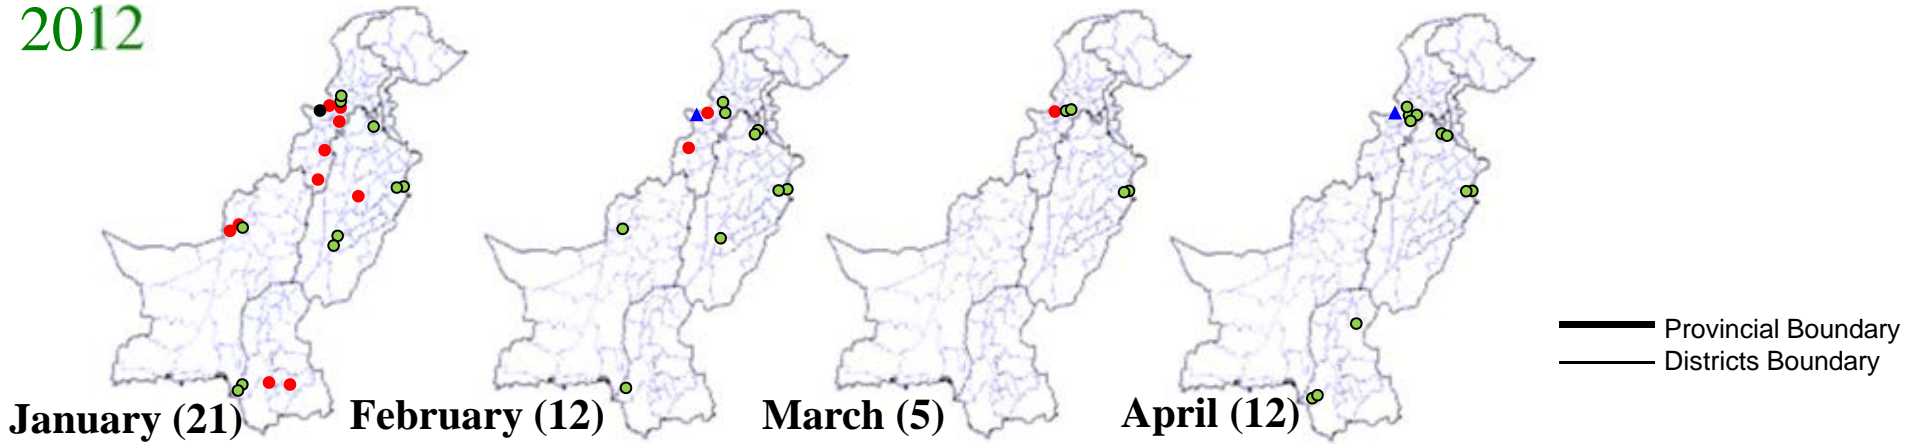 2012
January (21)
February (12)
March (5)
April (12)
Provincial Boundary
Districts Boundary